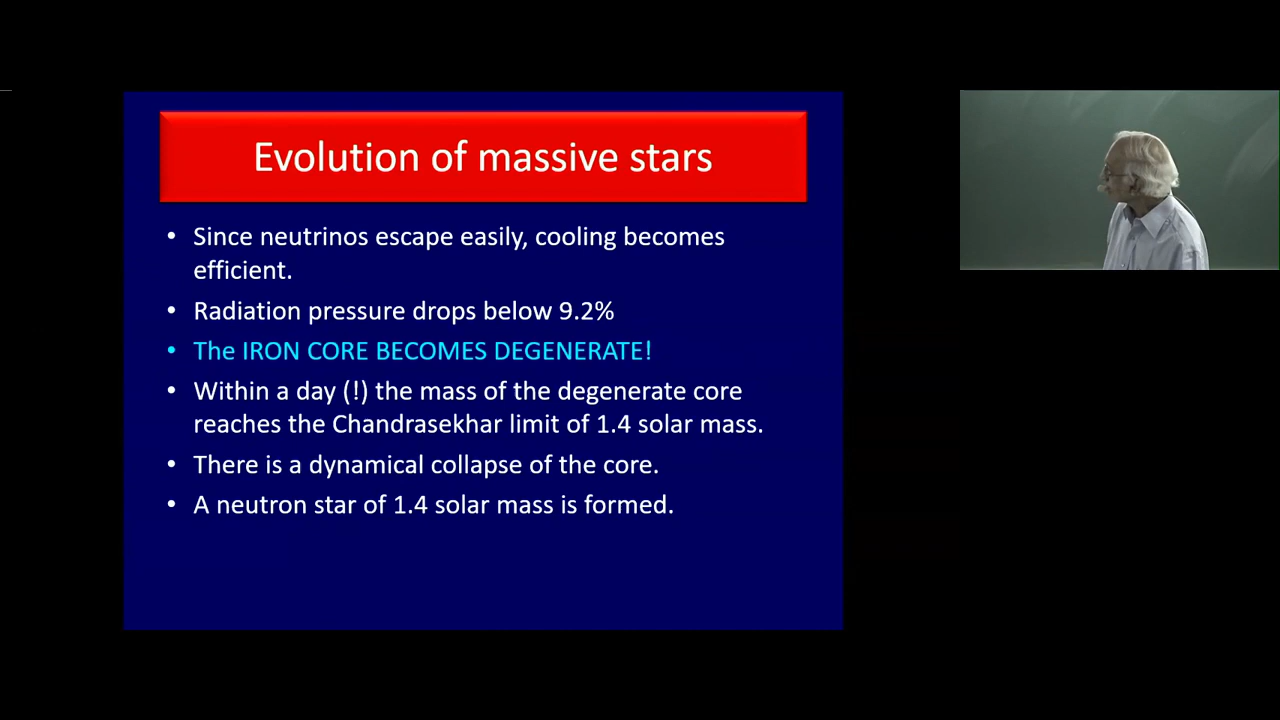 Evolution of massive stars
• Since neutrinos escape easily, cooling becomes
efficient.
• Radiation pressure drops below 9.2%
• The IRON CORE BECOMES DEGENERATE!
• Within a day (!) the mass of the degenerate core
reaches the Chandrasekhar limit of 1.4 solar mass.
• There is a dynamical collapse of the core.
• A neutron star of 1.4 solar mass is formed.